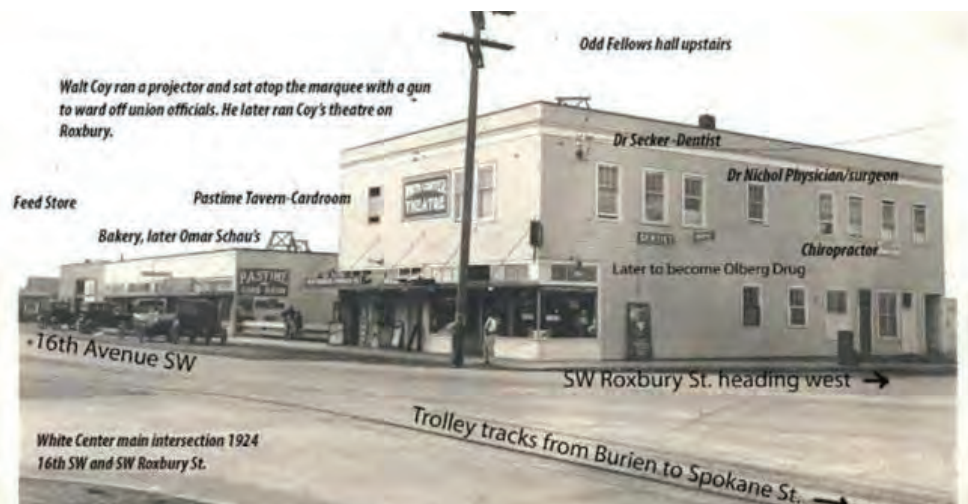 Odd Fellows hall upstairs
Walt Coy ran a projector and sat atop the marquee with a gun
to ward off union officials. He later ran Coy's theatre on
Roxbury.
Dr Secker -Dentist
Dr Nichol Physician/surgeon
Feed Store
Pastime Tavern-Cardroom
THEATRE
Bakery, later Omar Schau's
DENTIST
Chiropractor
PASTIME
CARD ROOM
Later to become Olberg Drug
16th Avenue SW
SW Roxbury St. heading west
Trolley tracks from Burien to Spokane St.
White Center main intersection 1924
16th SW and SW Roxbury St.